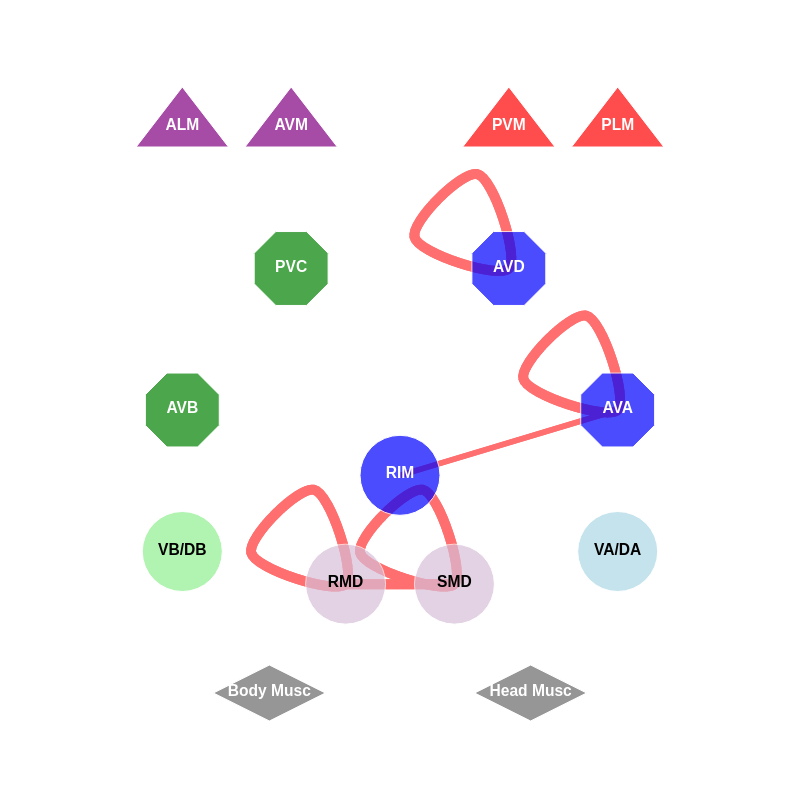 ALM
AVM
PVM
PLM
PVC
AVD
AVB
AVA
RIM
VB/DB
VA/DA
RMD
SMD
Body Musc
Head Musc